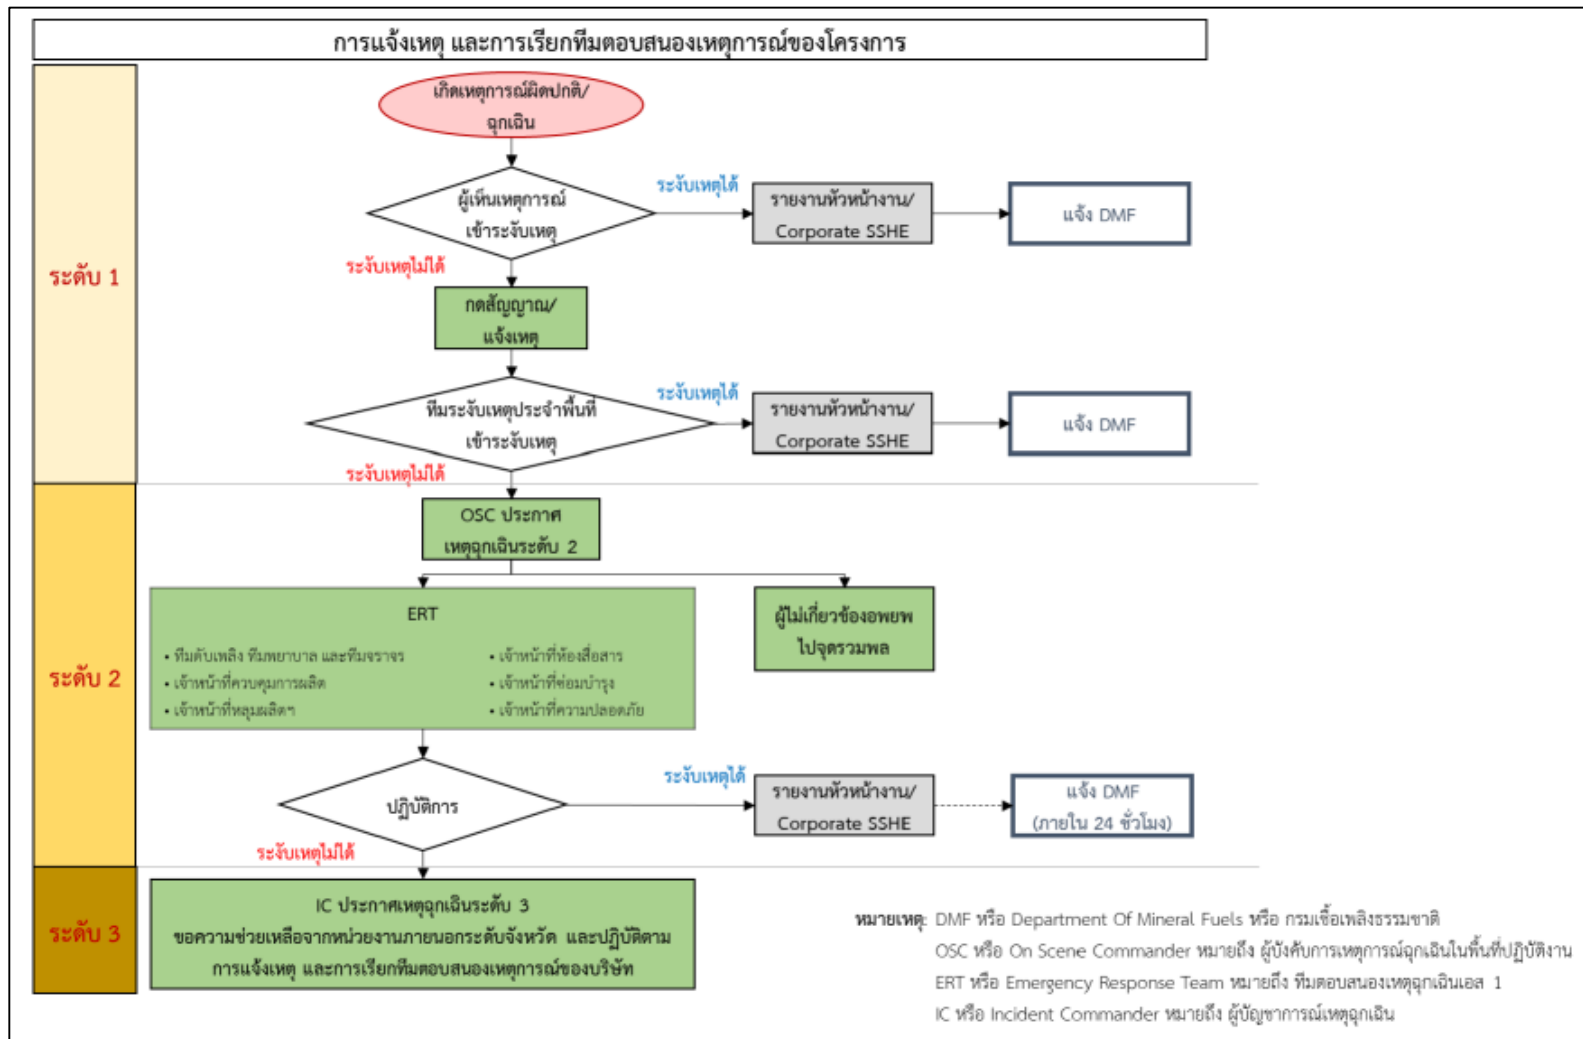 การแจ้งเหตุ และการเรียกทีมตอบสนองเหตุการณ์ของโครงการ
ระดับ 1
เกิดเหตุการณ์ผิดปกติ/
ฉุกเฉิน
ผู้เห็นเหตุการณ์
เข้าระงับเหตุ
ระงับเหตุได้
รายงานหัวหน้างาน/
Corporate SSHE
แจ้ง DMF
ระงับเหตุไม่ได้
กดสัญญาณ/
แจ้งเหตุ
ทีมระงับเหตุประจำพื้นที่
เข้าระงับเหตุ
ระงับเหตุได้
รายงานหัวหน้างาน/
Corporate SSHE
แจ้ง DMF
ระงับเหตุไม่ได้
ระดับ 2
OSC ประกาศ
เหตุฉุกเฉินระดับ 2
ERT
• ทีมดับเพลิง ทีมพยาบาล และทีมจราจร
• เจ้าหน้าที่ควบคุมการผลิต
• เจ้าหน้าที่หลุมผลิตฯ
• เจ้าหน้าที่ห้องสื่อสาร
• เจ้าหน้าที่ซ่อมบำรุง
• เจ้าหน้าที่ความปลอดภัย
ผู้ไม่เกี่ยวข้องอพยพ
ไปจุดรวมพล
ปฏิบัติการ
ระงับเหตุได้
รายงานหัวหน้างาน/
Corporate SSHE
แจ้ง DMF
(ภายใน 24 ชั่วโมง)
ระงับเหตุไม่ได้
ระดับ 3
IC ประกาศเหตุฉุกเฉินระดับ 3
ขอความช่วยเหลือจากหน่วยงานภายนอกระดับจังหวัด และปฏิบัติตาม
การแจ้งเหตุ และการเรียกทีมตอบสนองเหตุการณ์ของบริษัท
หมายเหตุ: DMF หรือ Department Of Mineral Fuels หรือ กรมเชื้อเพลิงธรรมชาติ
OSC หรือ On Scene Commander หมายถึง ผู้บังคับการเหตุการณ์ฉุกเฉินในพื้นที่ปฏิบัติงาน
ERT หรือ Emergency Response Team หมายถึง ทีมตอบสนองเหตุฉุกเฉินเอส 1
IC หรือ Incident Commander หมายถึง ผู้บัญชาการณ์เหตุฉุกเฉิน